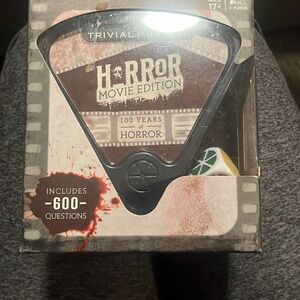 TRIVIAL PURSUIT
17+
HORROR
MOVIE EDITION
100 YEARS
of
HORROR
INCLUDES
-600-
QUESTIONS